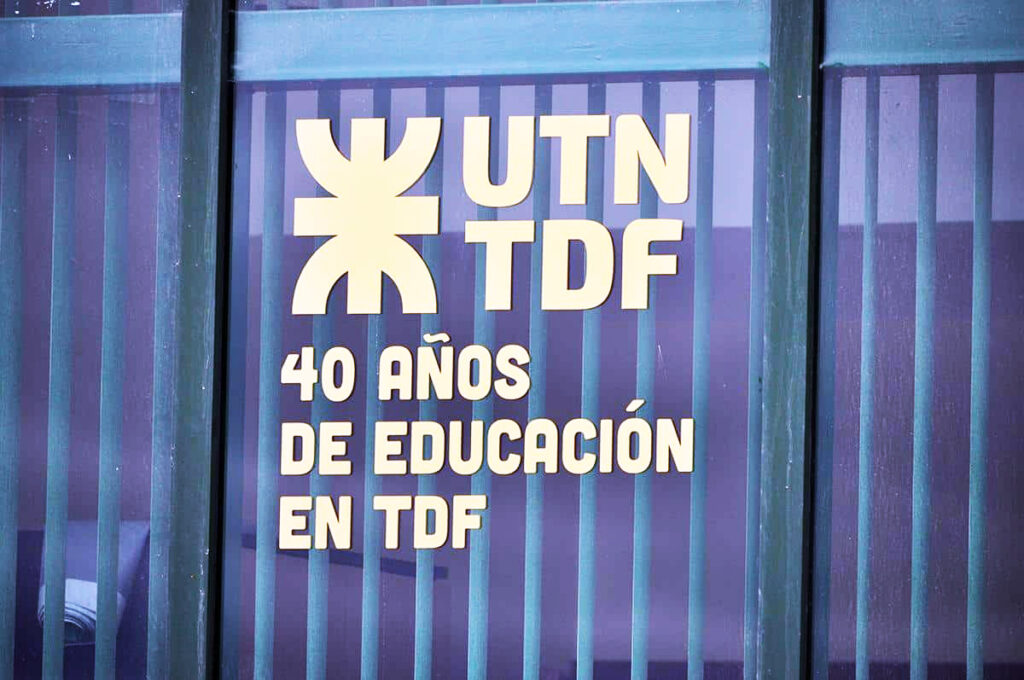 UTN
TDF
40 AÑOS
DE EDUCACIÓN
EN TDF